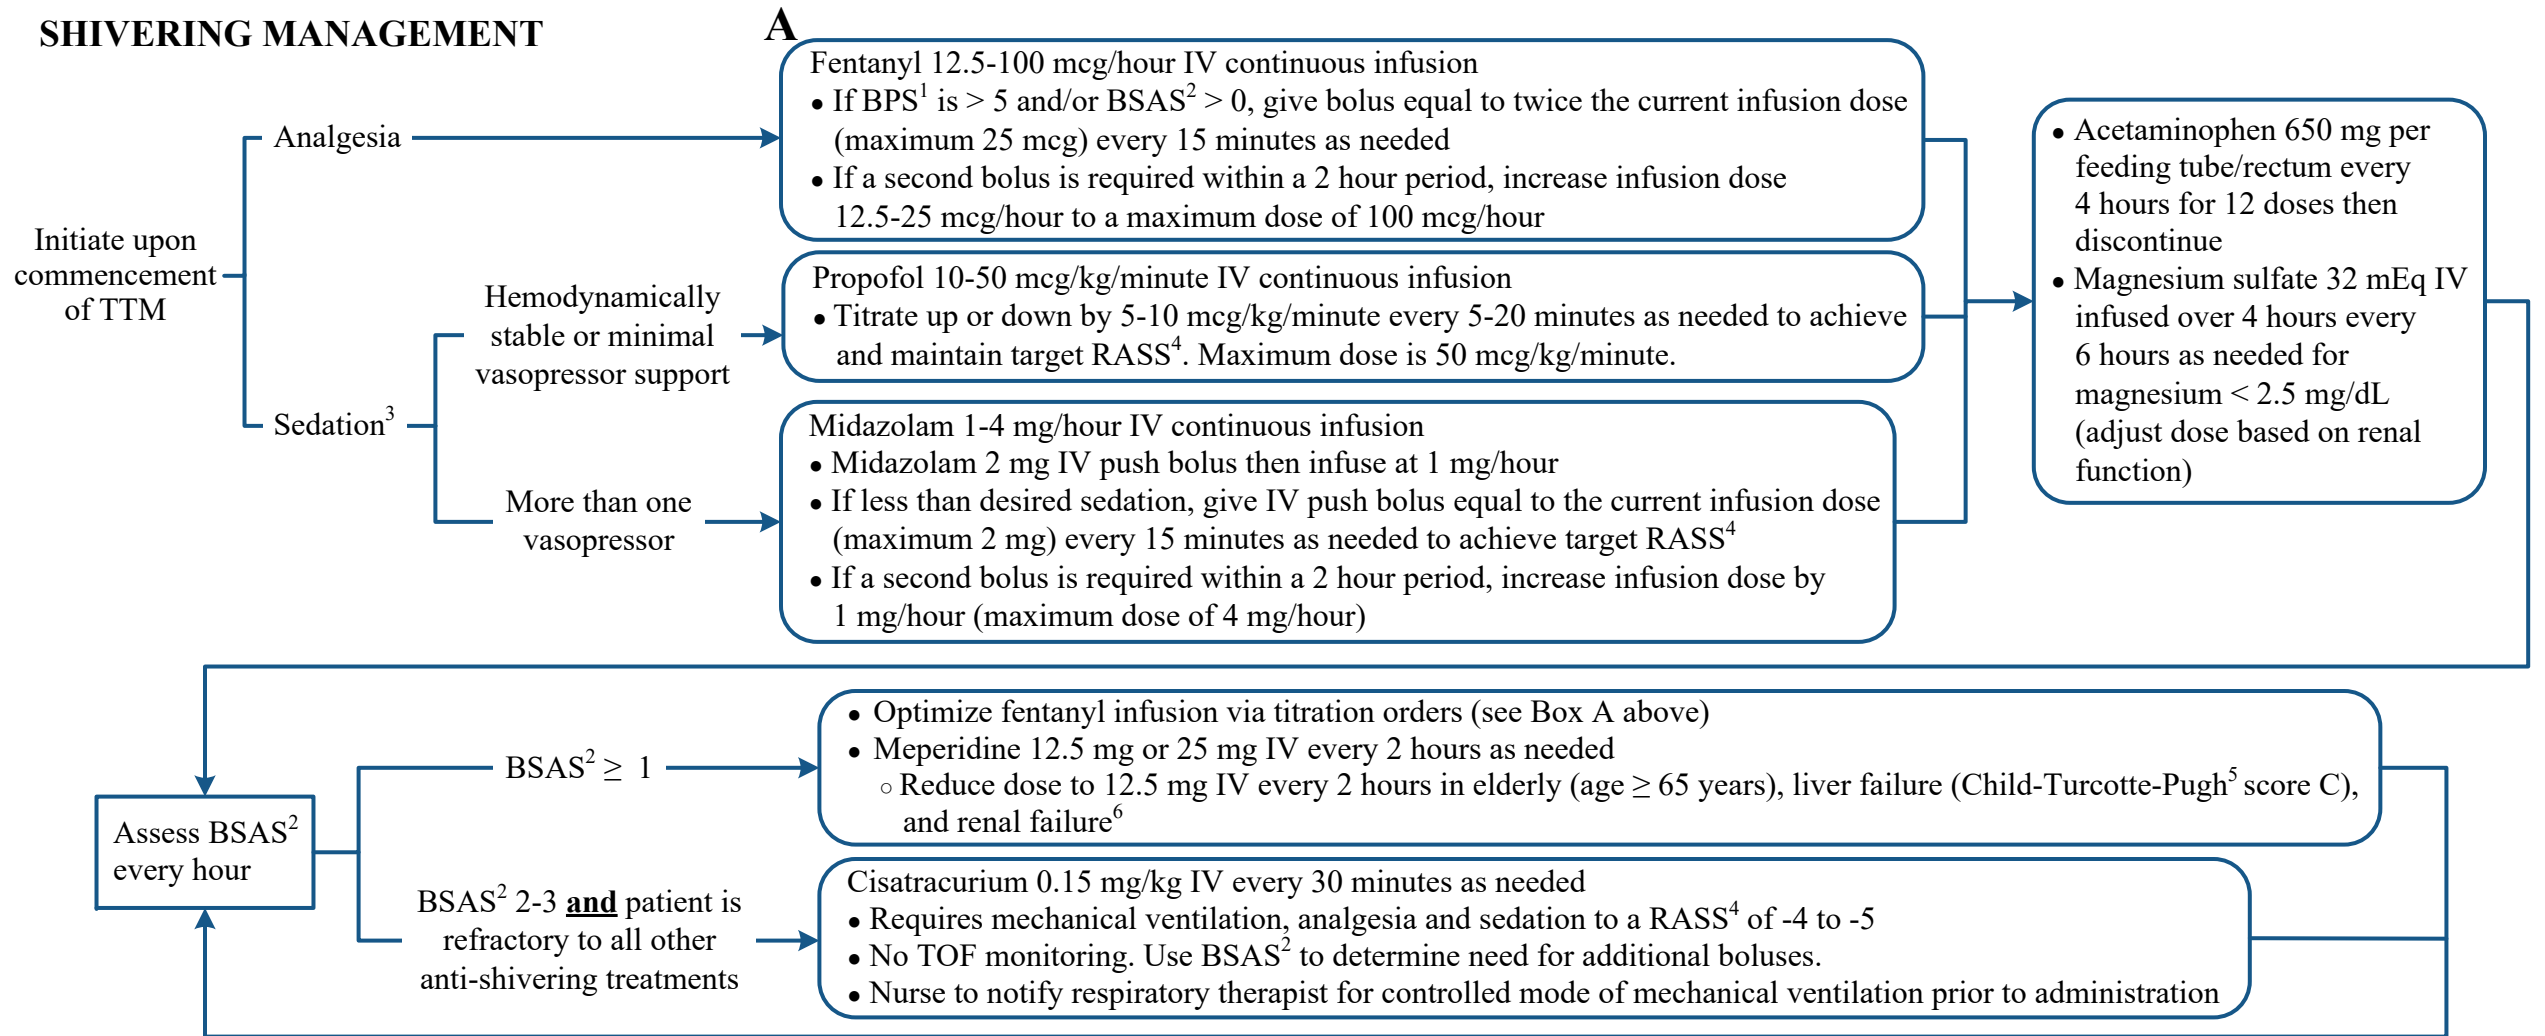 SHIVERING MANAGEMENT
A
Initiate upon
commencement
of TTM
Analgesia
Fentanyl 12.5-100 mcg/hour IV continuous infusion
● If BPS¹ is > 5 and/or BSAS² > 0, give bolus equal to twice the current infusion dose
(maximum 25 mcg) every 15 minutes as needed
● If a second bolus is required within a 2 hour period, increase infusion dose
12.5-25 mcg/hour to a maximum dose of 100 mcg/hour
Sedation³
Hemodynamically
stable or minimal
vasopressor support
Propofol 10-50 mcg/kg/minute IV continuous infusion
● Titrate up or down by 5-10 mcg/kg/minute every 5-20 minutes as needed to achieve
and maintain target RASS⁴. Maximum dose is 50 mcg/kg/minute.
More than one
vasopressor
Midazolam 1-4 mg/hour IV continuous infusion
● Midazolam 2 mg IV push bolus then infuse at 1 mg/hour
● If less than desired sedation, give IV push bolus equal to the current infusion dose
(maximum 2 mg) every 15 minutes as needed to achieve target RASS⁴
● If a second bolus is required within a 2 hour period, increase infusion dose by
1 mg/hour (maximum dose of 4 mg/hour)
● Acetaminophen 650 mg per
feeding tube/rectum every
4 hours for 12 doses then
discontinue
● Magnesium sulfate 32 mEq IV
infused over 4 hours every
6 hours as needed for
magnesium < 2.5 mg/dL
(adjust dose based on renal
function)
Assess BSAS²
every hour
BSAS² ≥ 1
● Optimize fentanyl infusion via titration orders (see Box A above)
● Meperidine 12.5 mg or 25 mg IV every 2 hours as needed
○ Reduce dose to 12.5 mg IV every 2 hours in elderly (age ≥ 65 years), liver failure (Child-Turcotte-Pugh⁵ score C),
and renal failure⁶
BSAS² 2-3 and patient is
refractory to all other
anti-shivering treatments
Cisatracurium 0.15 mg/kg IV every 30 minutes as needed
● Requires mechanical ventilation, analgesia and sedation to a RASS⁴ of -4 to -5
● No TOF monitoring. Use BSAS² to determine need for additional boluses.
● Nurse to notify respiratory therapist for controlled mode of mechanical ventilation prior to administration